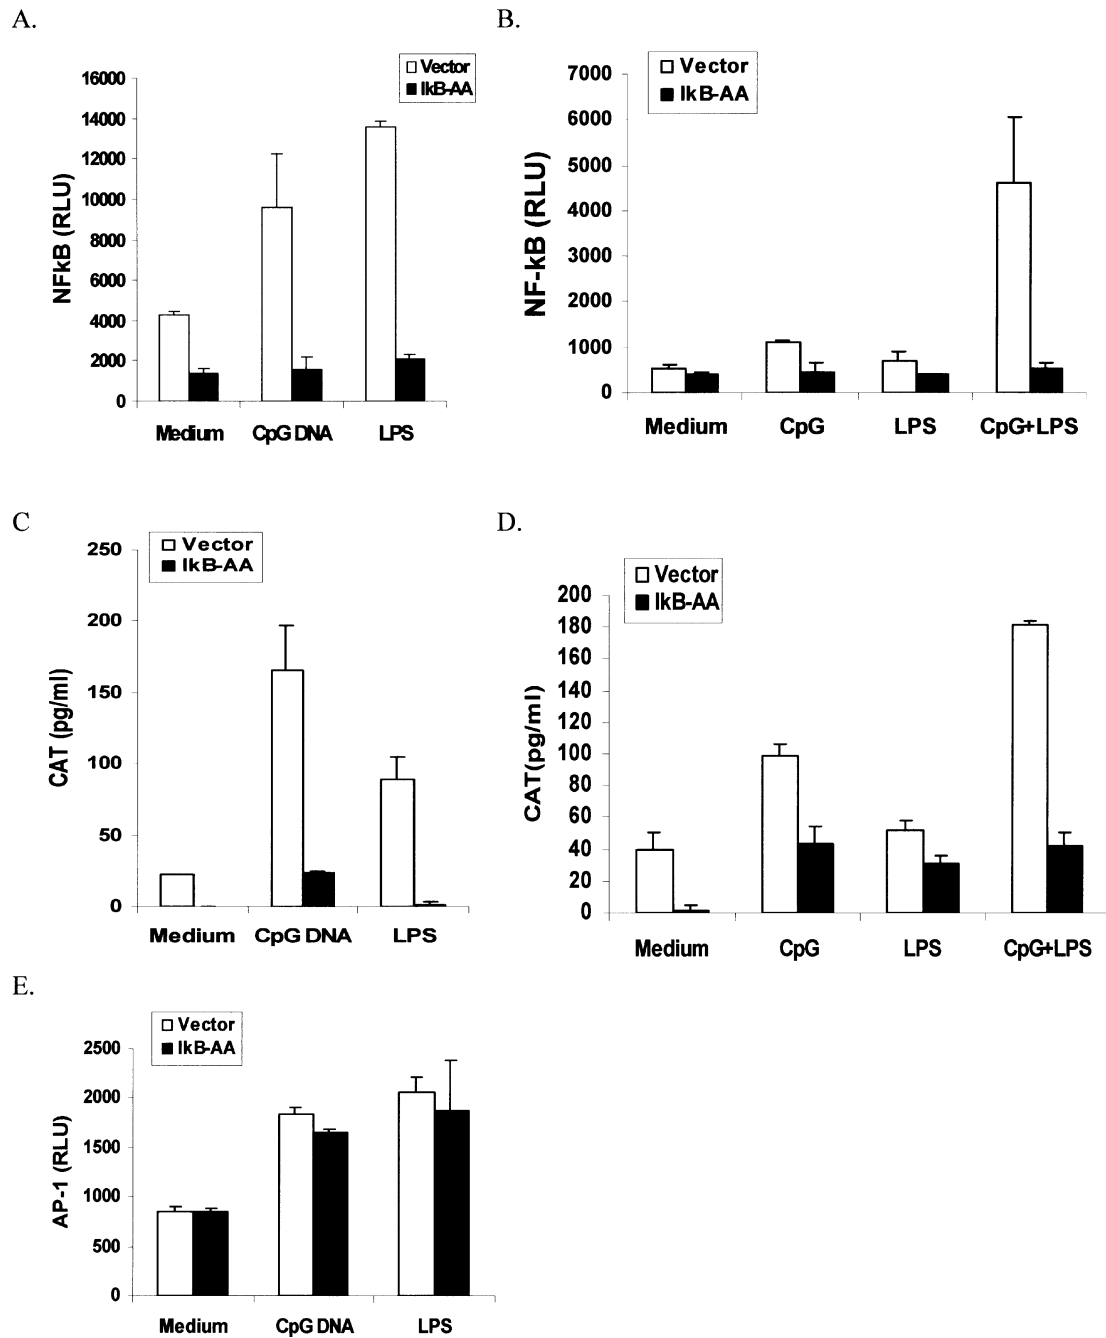 A.
Vector
IkB-AA
16000
14000
12000
10000
8000
6000
4000
2000
0
NFkB (RLU)
Medium CpG DNA LPS
B.
Vector
IkB-AA
7000
6000
5000
4000
3000
2000
1000
0
NF-kB (RLU)
Medium CpG LPS CpG+LPS
C
Vector
IkB-AA
250
200
150
100
50
0
CAT (pg/ml)
Medium CpG DNA LPS
D.
Vector
IkB-AA
200
180
160
140
120
100
80
60
40
20
0
CAT(pg/ml)
Medium CpG LPS CpG+LPS
E.
Vector
IkB-AA
2500
2000
1500
1000
500
0
AP-1 (RLU)
Medium CpG DNA LPS